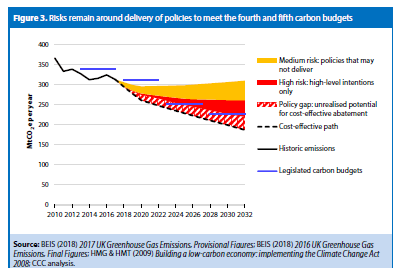 Figure 3. Risks remain around delivery of policies to meet the fourth and fifth carbon budgets
MtCO₂e per year
400
350
300
250
200
150
100
50
0
2010 2012 2014 2016 2018 2020 2022 2024 2026 2028 2030 2032
Medium risk: policies that may
not deliver
High risk: high-level intentions
only
Policy gap: unrealised potential
for cost-effective abatement
Cost-effective path
Historic emissions
Legislated carbon budgets
Source: BEIS (2018) 2017 UK Greenhouse Gas Emissions. Provisional Figures; BEIS (2018) 2016 UK Greenhouse Gas
Emissions. Final Figures; HMG & HMT (2009) Building a low-carbon economy: implementing the Climate Change Act
2008; CCC analysis.